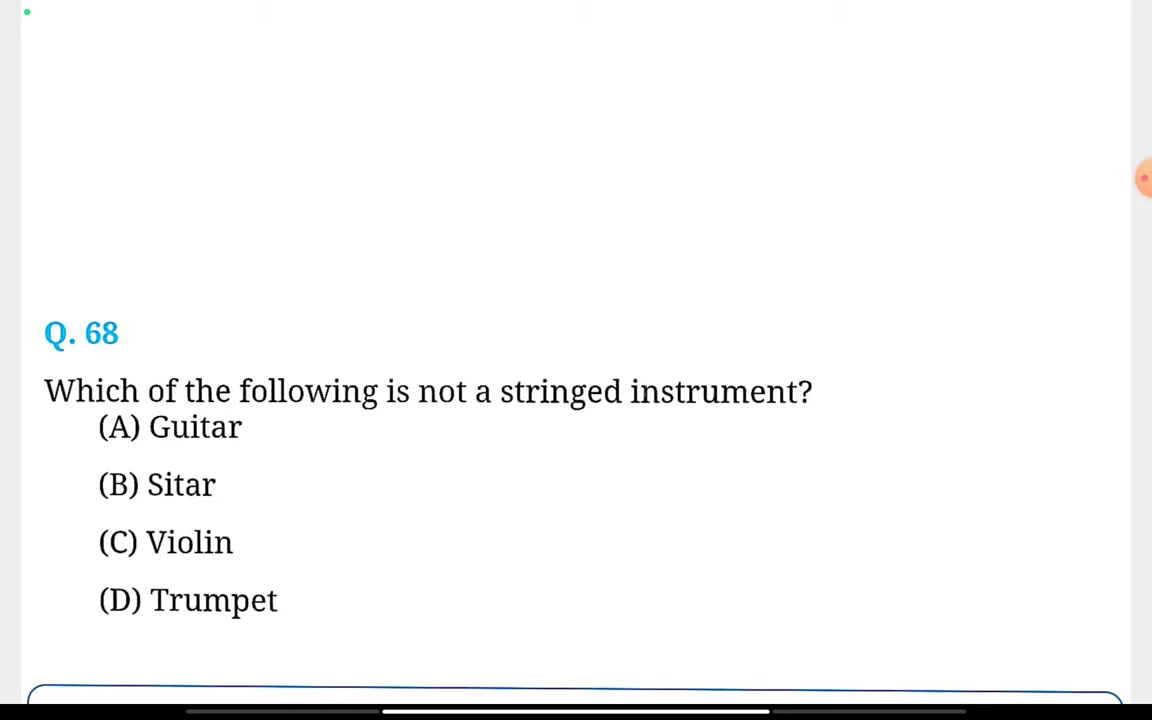 Q. 68
Which of the following is not a stringed instrument?
(A) Guitar
(B) Sitar
(C) Violin
(D) Trumpet